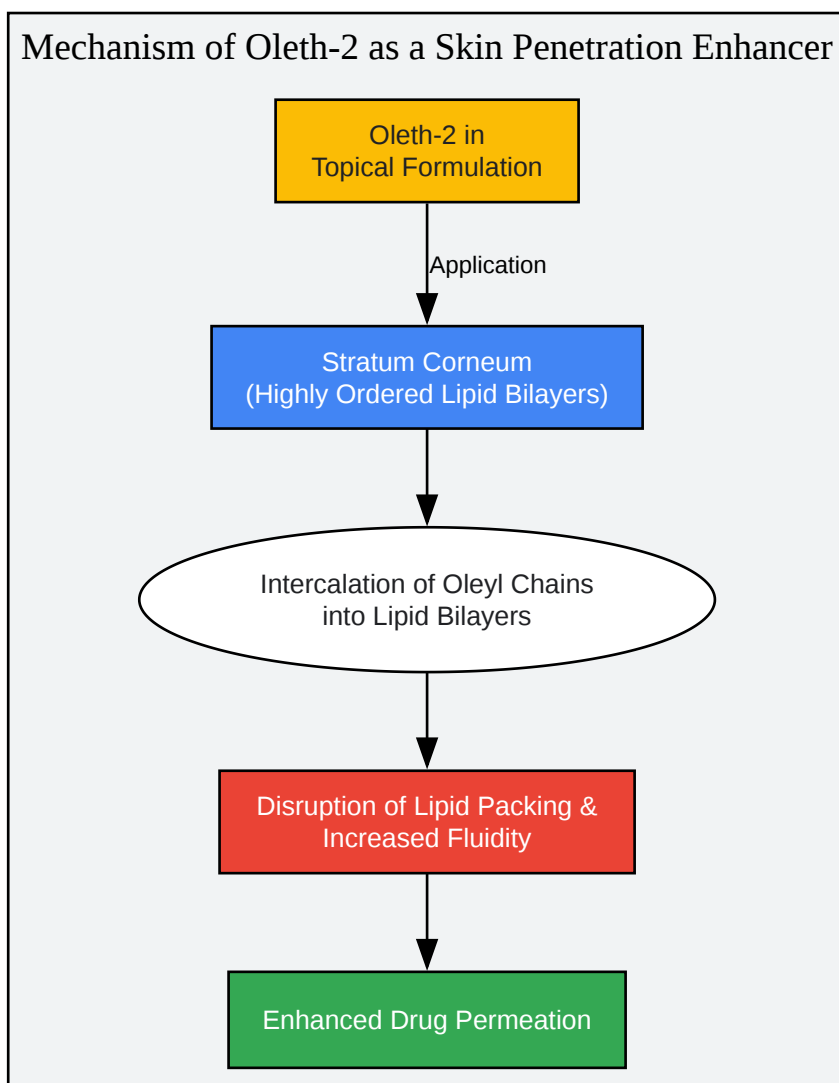 Mechanism of Oleth-2 as a Skin Penetration Enhancer
Oleth-2 in
Topical Formulation
Application
Stratum Corneum
(Highly Ordered Lipid Bilayers)
Intercalation of Oleyl Chains
into Lipid Bilayers
Disruption of Lipid Packing &
Increased Fluidity
Enhanced Drug Permeation